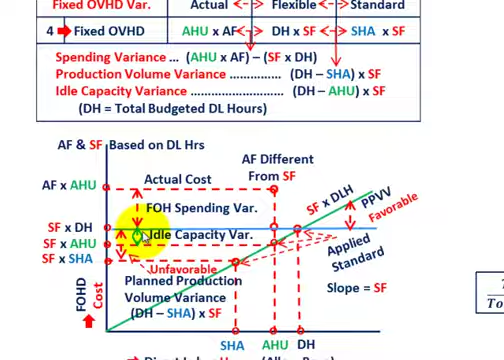 Fixed OVHD Var.
Actual
Flexible
Standard
4
Fixed OVHD
AHU x AF
DH x SF
SHA x SF
Spending Variance ... (AHU x AF) – (SF x DH)
Production Volume Variance ............... (DH – SHA) x SF
Idle Capacity Variance .......................... (DH – AHU) x SF
(DH = Total Budgeted DL Hours)
AF & SF Based on DL Hrs
AF Different
From SF
Actual Cost
AF x AHU
FOH Spending Var.
SF x DLH
PPVV
Favorable
SF x DH
Idle Capacity Var.
SF x AHU
SF x SHA
Applied
Standard
Unfavorable
Planned Production
Volume Variance
(DH – SHA) x SF
Slope = SF
FOHD
Cost
SHA
AHU
DH